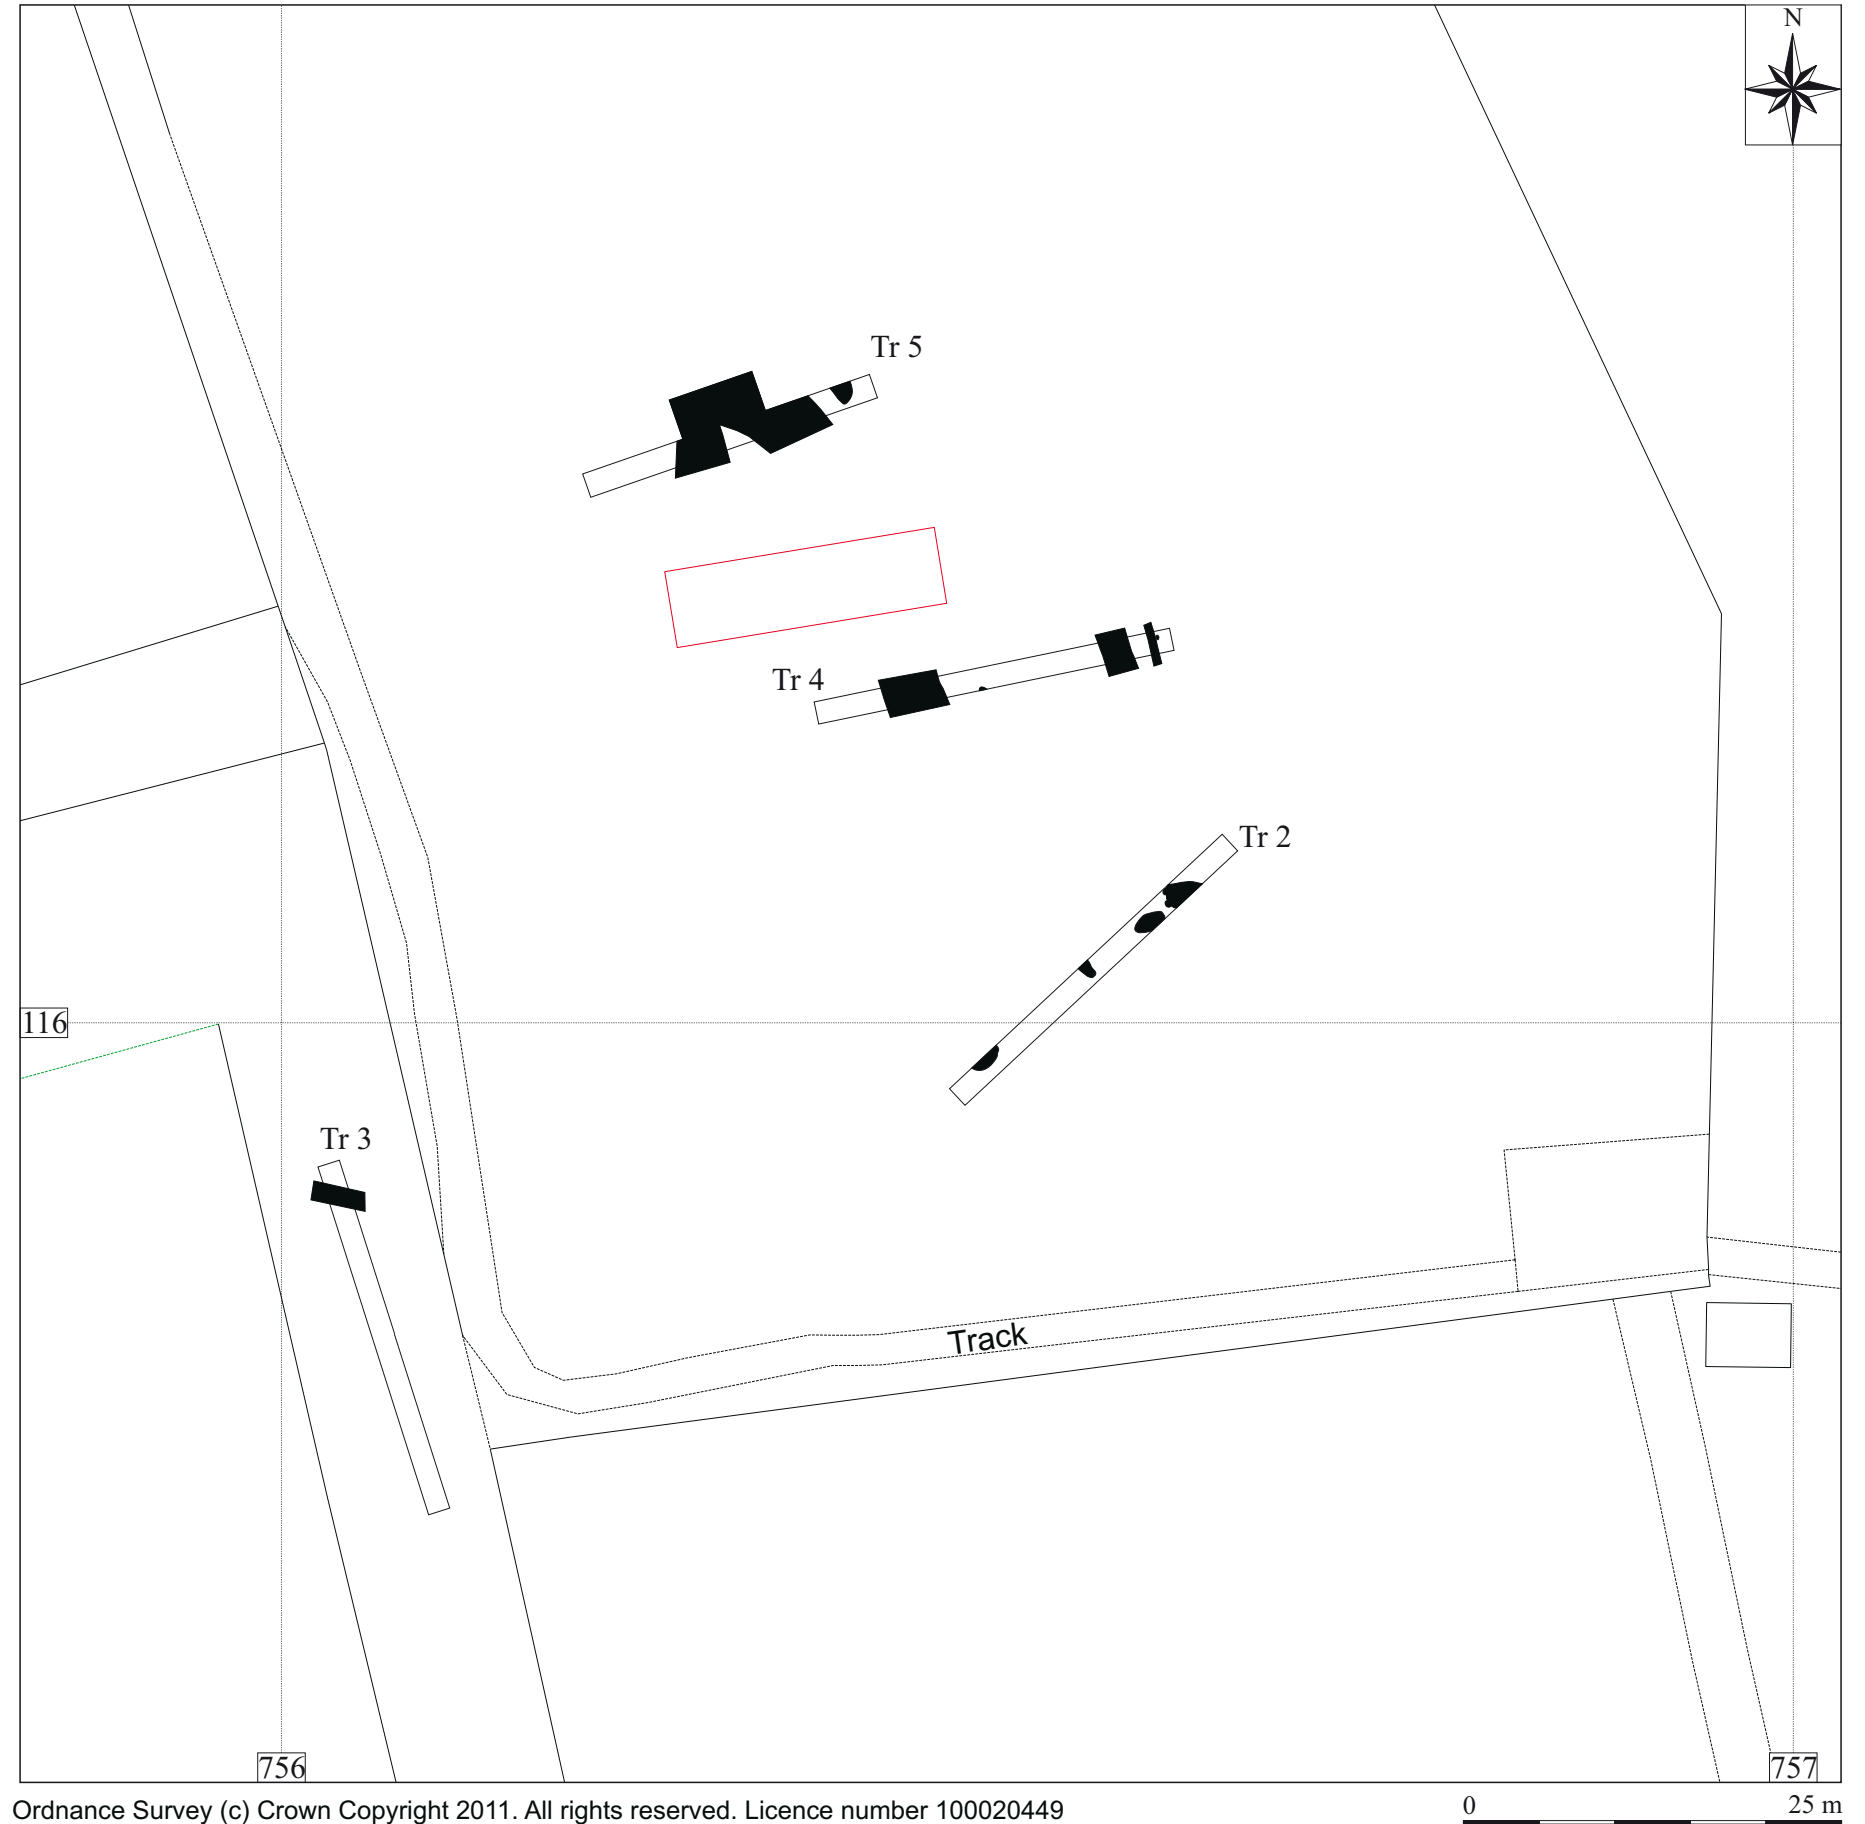 N
Tr 5
Tr 4
Tr 2
116
Tr 3
Track
756
757
Ordnance Survey (c) Crown Copyright 2011. All rights reserved. Licence number 100020449
0 25 m